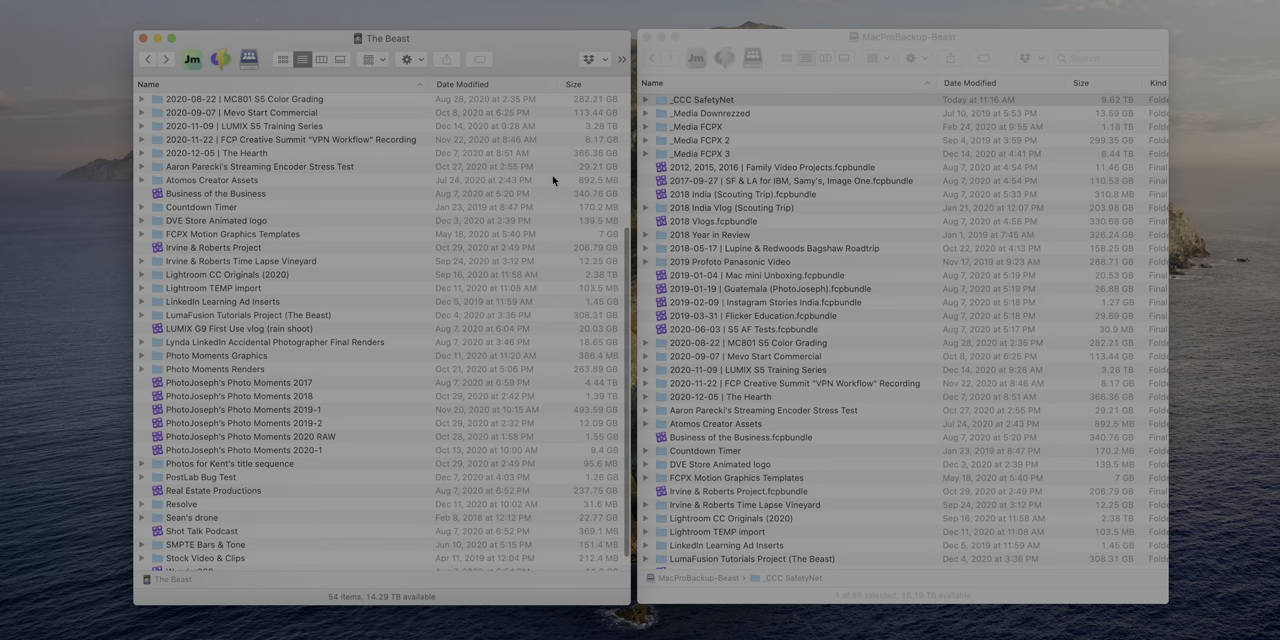 The Beast
Jm
Name Date Modified Size
2020-08-22 | MC801 S5 Color Grading Aug 28, 2020 at 2:35 PM 282.21 GB
2020-09-07 | Mevo Start Commercial Oct 8, 2020 at 6:25 PM 113.44 GB
2020-11-09 | LUMIX S5 Training Series Dec 14, 2020 at 9:28 AM 3.28 TB
2020-11-22 | FCP Creative Summit "VPN Workflow" Recording Nov 22, 2020 at 8:46 AM 8.17 GB
2020-12-05 | The Hearth Dec 7, 2020 at 8:51 AM 366.36 GB
Aaron Parecki's Streaming Encoder Stress Test Oct 27, 2020 at 2:55 PM 29.21 GB
Atomos Creator Assets Jul 24, 2020 at 2:43 PM 892.5 MB
Business of the Business Aug 7, 2020 at 5:20 PM 340.76 GB
Countdown Timer Jan 23, 2019 at 8:47 PM 170.2 MB
DVE Store Animated logo Dec 3, 2020 at 2:39 PM 139.5 MB
FCPX Motion Graphics Templates May 18, 2020 at 5:40 PM 7 GB
Irvine & Roberts Project Oct 29, 2020 at 2:49 PM 206.79 GB
Irvine & Roberts Time Lapse Vineyard Sep 24, 2020 at 3:12 PM 12.25 GB
Lightroom CC Originals (2020) Sep 16, 2020 at 11:58 AM 2.38 TB
Lightroom TEMP import Dec 11, 2020 at 11:08 AM 103.5 MB
LinkedIn Learning Ad Inserts Dec 5, 2019 at 11:59 AM 1.46 GB
LumaFusion Tutorials Project (The Beast) Dec 4, 2020 at 3:36 PM 308.31 GB
LUMIX G9 First Use vlog (rain shoot) Aug 7, 2020 at 6:04 PM 20.03 GB
Lynda LinkedIn Accidental Photographer Final Renders Aug 7, 2020 at 3:46 PM 18.65 GB
Photo Moments Graphics Dec 11, 2020 at 11:20 AM 386.4 MB
Photo Moments Renders Oct 21, 2020 at 5:06 PM 263.89 GB
PhotoJoseph's Photo Moments 2017 Aug 7, 2020 at 6:59 PM 4.44 TB
PhotoJoseph's Photo Moments 2018 Oct 29, 2020 at 2:42 PM 1.39 TB
PhotoJoseph's Photo Moments 2019-1 Nov 20, 2020 at 10:15 AM 493.59 GB
PhotoJoseph's Photo Moments 2019-2 Oct 29, 2020 at 2:32 PM 12.09 GB
PhotoJoseph's Photo Moments 2020 RAW Oct 28, 2020 at 1:58 PM 1.55 GB
PhotoJoseph's Photo Moments 2020-1 Oct 13, 2020 at 10:00 AM 9.4 GB
Photos for Kent's title sequence Oct 29, 2020 at 2:49 PM 95.6 MB
PostLab Bug Test Dec 7, 2020 at 4:03 PM 1.26 GB
Real Estate Productions Aug 7, 2020 at 6:52 PM 237.75 GB
Resolve Dec 11, 2020 at 10:02 AM 31.6 MB
Sean's drone Feb 8, 2018 at 12:12 PM 22.77 GB
Shot Talk Podcast Aug 7, 2020 at 6:52 PM 369.1 MB
SMPTE Bars & Tone Jun 10, 2020 at 5:15 PM 151.4 MB
Stock Video & Clips Apr 11, 2019 at 12:04 PM 212.4 MB
The Beast
54 items, 14.29 TB available
MacProBackup-Beast
Jm
Search
Name Date Modified Size Kind
_CCC SafetyNet Today at 11:16 AM 9.62 TB Folde
_Media Downrezzed Jul 10, 2019 at 5:53 PM 13.59 GB Folde
_Media FCPX Feb 24, 2020 at 9:55 AM 1.18 TB Folde
_Media FCPX 2 Sep 4, 2019 at 3:59 PM 299.35 GB Folde
_Media FCPX 3 Dec 14, 2020 at 4:41 PM 8.44 TB Folde
2012, 2015, 2016 | Family Video Projects.fcpbundle Aug 7, 2020 at 4:54 PM 11.46 GB Final
2017-09-27 | SF & LA for IBM, Samy's, Image One.fcpbundle Aug 7, 2020 at 4:54 PM 110.53 GB Final
2018 India (Scouting Trip).fcpbundle Aug 7, 2020 at 5:33 PM 310.8 MB Final
2018 India Vlog (Scouting Trip) Jan 21, 2020 at 12:07 PM 203.98 GB Folde
2018 Vlogs.fcpbundle Aug 7, 2020 at 4:58 PM 330.68 GB Final
2018 Year in Review Jan 1, 2019 at 7:45 AM 326.24 GB Folde
2018-05-17 | Lupine & Redwoods Bagshaw Roadtrip Oct 22, 2020 at 4:13 PM 158.25 GB Folde
2019 Profoto Panasonic Video Nov 17, 2019 at 9:23 AM 288.71 GB Folde
2019-01-04 | Mac mini Unboxing.fcpbundle Aug 7, 2020 at 5:19 PM 20.53 GB Final
2019-01-19 | Guatemala (PhotoJoseph).fcpbundle Aug 7, 2020 at 5:19 PM 26.88 GB Final
2019-02-09 | Instagram Stories India.fcpbundle Aug 7, 2020 at 5:18 PM 1.27 GB Final
2019-03-31 | Flicker Education.fcpbundle Aug 7, 2020 at 5:18 PM 29.69 GB Final
2020-06-03 | S5 AF Tests.fcpbundle Aug 7, 2020 at 5:17 PM 30.9 MB Final
2020-08-22 | MC801 S5 Color Grading Aug 28, 2020 at 2:35 PM 282.21 GB Folde
2020-09-07 | Mevo Start Commercial Oct 8, 2020 at 6:25 PM 113.44 GB Folde
2020-11-09 | LUMIX S5 Training Series Dec 14, 2020 at 9:28 AM 3.28 TB Folde
2020-11-22 | FCP Creative Summit "VPN Workflow" Recording Nov 22, 2020 at 8:46 AM 8.17 GB Folde
2020-12-05 | The Hearth Dec 7, 2020 at 8:51 AM 366.36 GB Folde
Aaron Parecki's Streaming Encoder Stress Test Oct 27, 2020 at 2:55 PM 29.21 GB Folde
Atomos Creator Assets Jul 24, 2020 at 2:43 PM 892.5 MB Folde
Business of the Business.fcpbundle Aug 7, 2020 at 5:20 PM 340.76 GB Final
Countdown Timer Jan 23, 2019 at 8:47 PM 170.2 MB Folde
DVE Store Animated logo Dec 3, 2020 at 2:39 PM 139.5 MB Folde
FCPX Motion Graphics Templates May 18, 2020 at 5:40 PM 7 GB Folde
Irvine & Roberts Project.fcpbundle Oct 29, 2020 at 2:49 PM 206.79 GB Final
Irvine & Roberts Time Lapse Vineyard Sep 24, 2020 at 3:12 PM 12.25 GB Folde
Lightroom CC Originals (2020) Sep 16, 2020 at 11:58 AM 2.38 TB Folde
Lightroom TEMP import Dec 11, 2020 at 11:08 AM 103.5 MB Folde
LinkedIn Learning Ad Inserts Dec 5, 2019 at 11:59 AM 1.45 GB Folde
LumaFusion Tutorials Project (The Beast) Dec 4, 2020 at 3:36 PM 308.31 GB Folde
MacProBackup-Beast _CCC SafetyNet